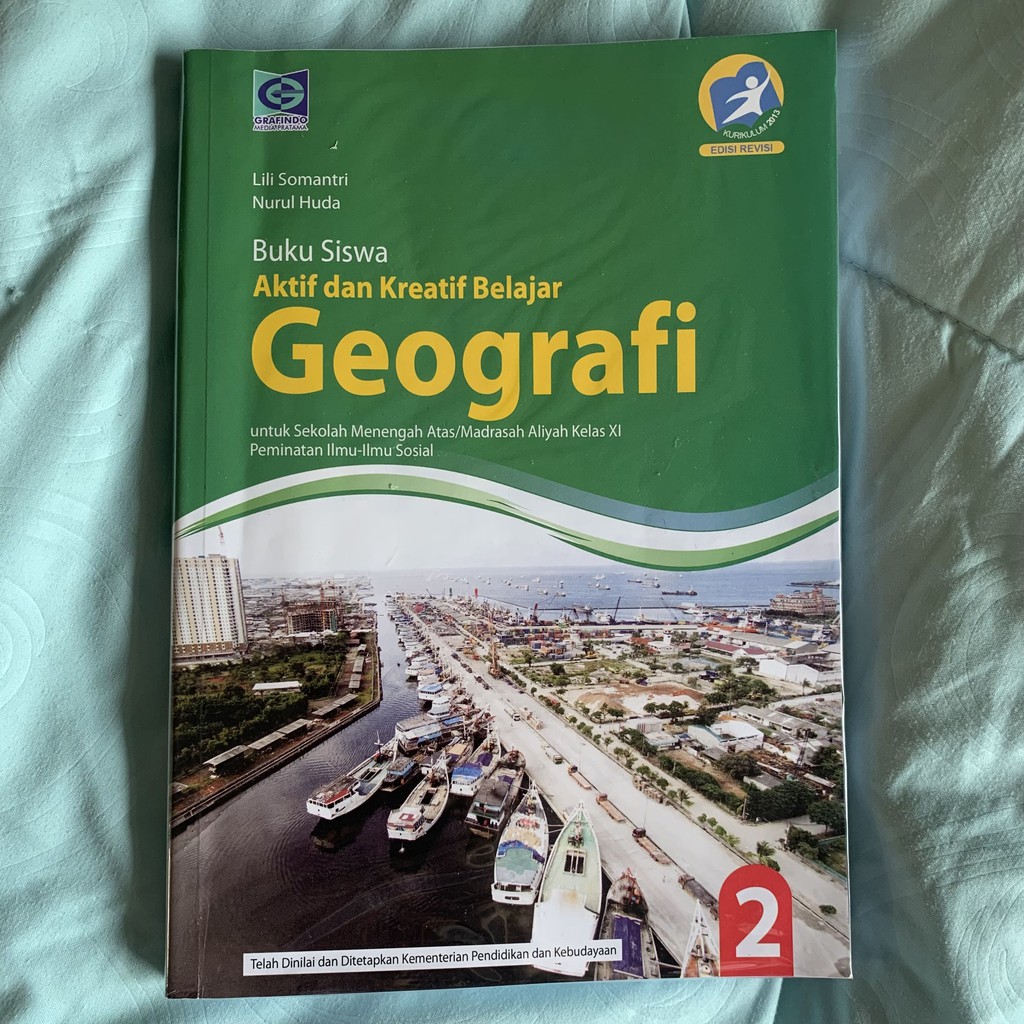 GRAFINDO
MEDIA PRATAMA
KURIKULUM 2013
EDISI REVISI
Lili Somantri
Nurul Huda
Buku Siswa
Aktif dan Kreatif Belajar
Geografi
untuk Sekolah Menengah Atas/Madrasah Aliyah Kelas XI
Peminatan Ilmu-Ilmu Sosial
2
Telah Dinilai dan Ditetapkan Kementerian Pendidikan dan Kebudayaan